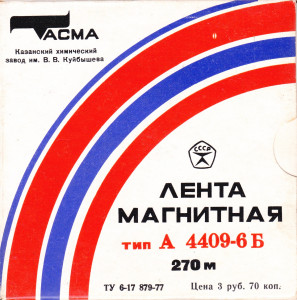 ТАСМА
Казанский химический
завод им. В. В. Куйбышева
СССР
ЛЕНТА
МАГНИТНАЯ
тип А 4409-6Б
270 м
ТУ 6-17 879-77 Цена 3 руб. 70 коп.